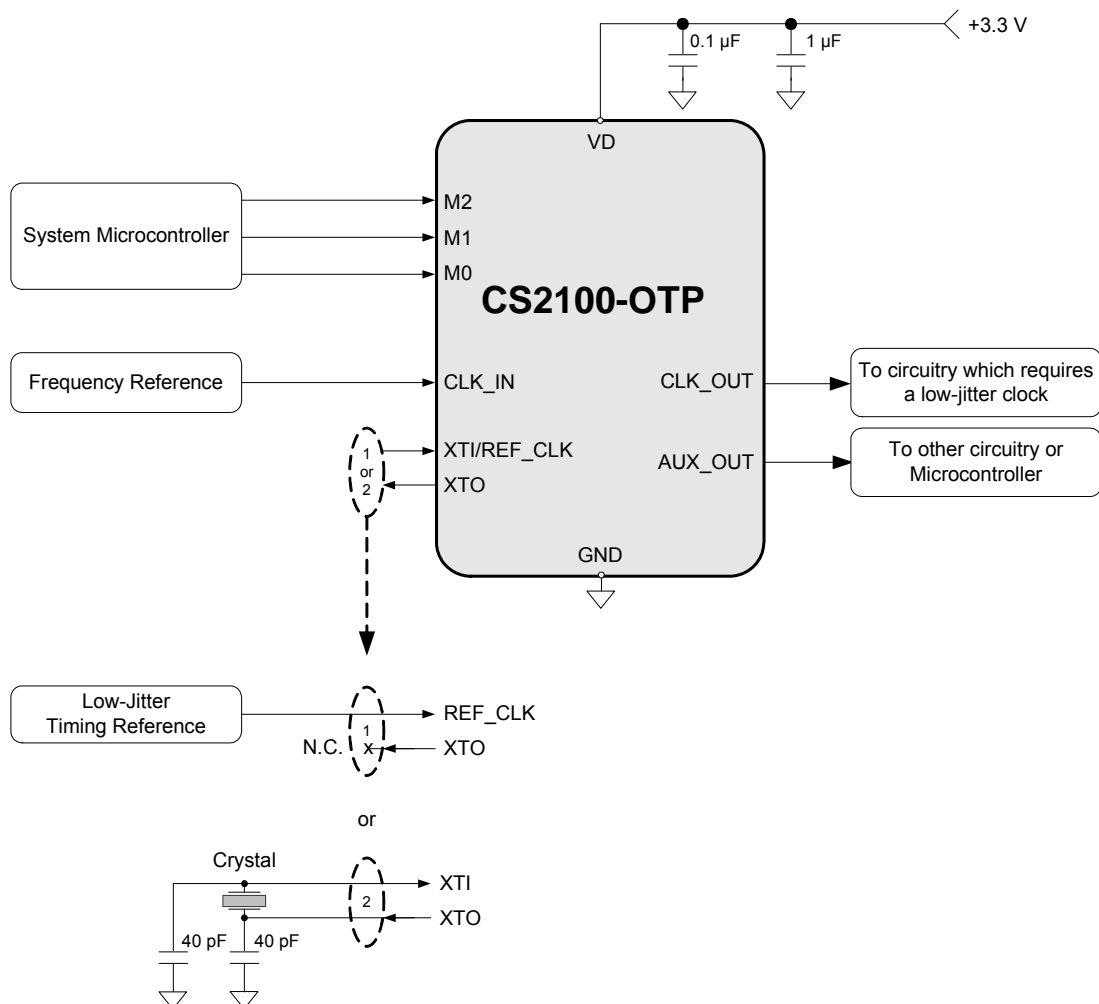 +3.3 V
0.1 µF
1 µF
VD
System Microcontroller
M2
M1
M0
CS2100-OTP
Frequency Reference
CLK_IN
CLK_OUT
To circuitry which requires
a low-jitter clock
1
or
2
XTI/REF_CLK
XTO
AUX_OUT
To other circuitry or
Microcontroller
GND
Low-Jitter
Timing Reference
1
x
REF_CLK
N.C.
XTO
or
Crystal
2
XTI
XTO
40 pF
40 pF